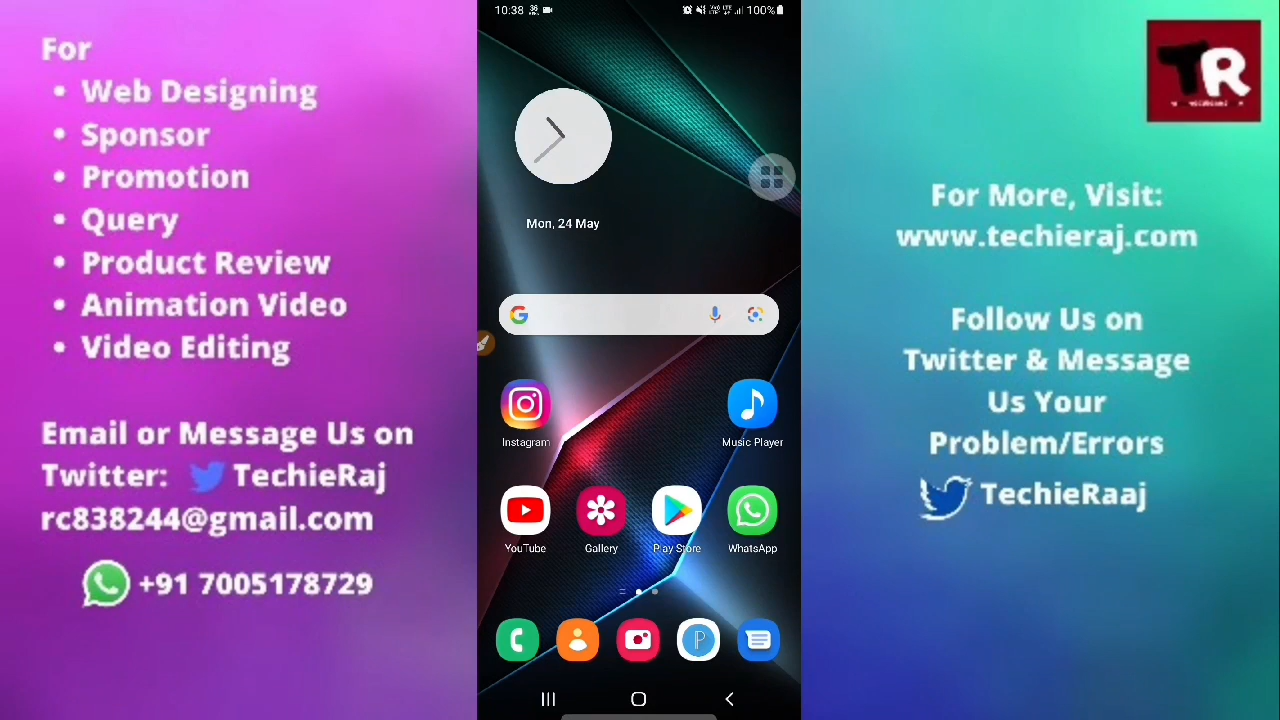 For
• Web Designing
• Sponsor
• Promotion
• Query
• Product Review
• Animation Video
• Video Editing
Email or Message Us on
Twitter: TechieRaj
rc838244@gmail.com
+91 7005178729
10:38
100%
Mon, 24 May
Instagram
Music Player
YouTube
Gallery
Play Store
WhatsApp
TR
For More, Visit:
www.techieraj.com
Follow Us on
Twitter & Message
Us Your
Problem/Errors
TechieRaaj